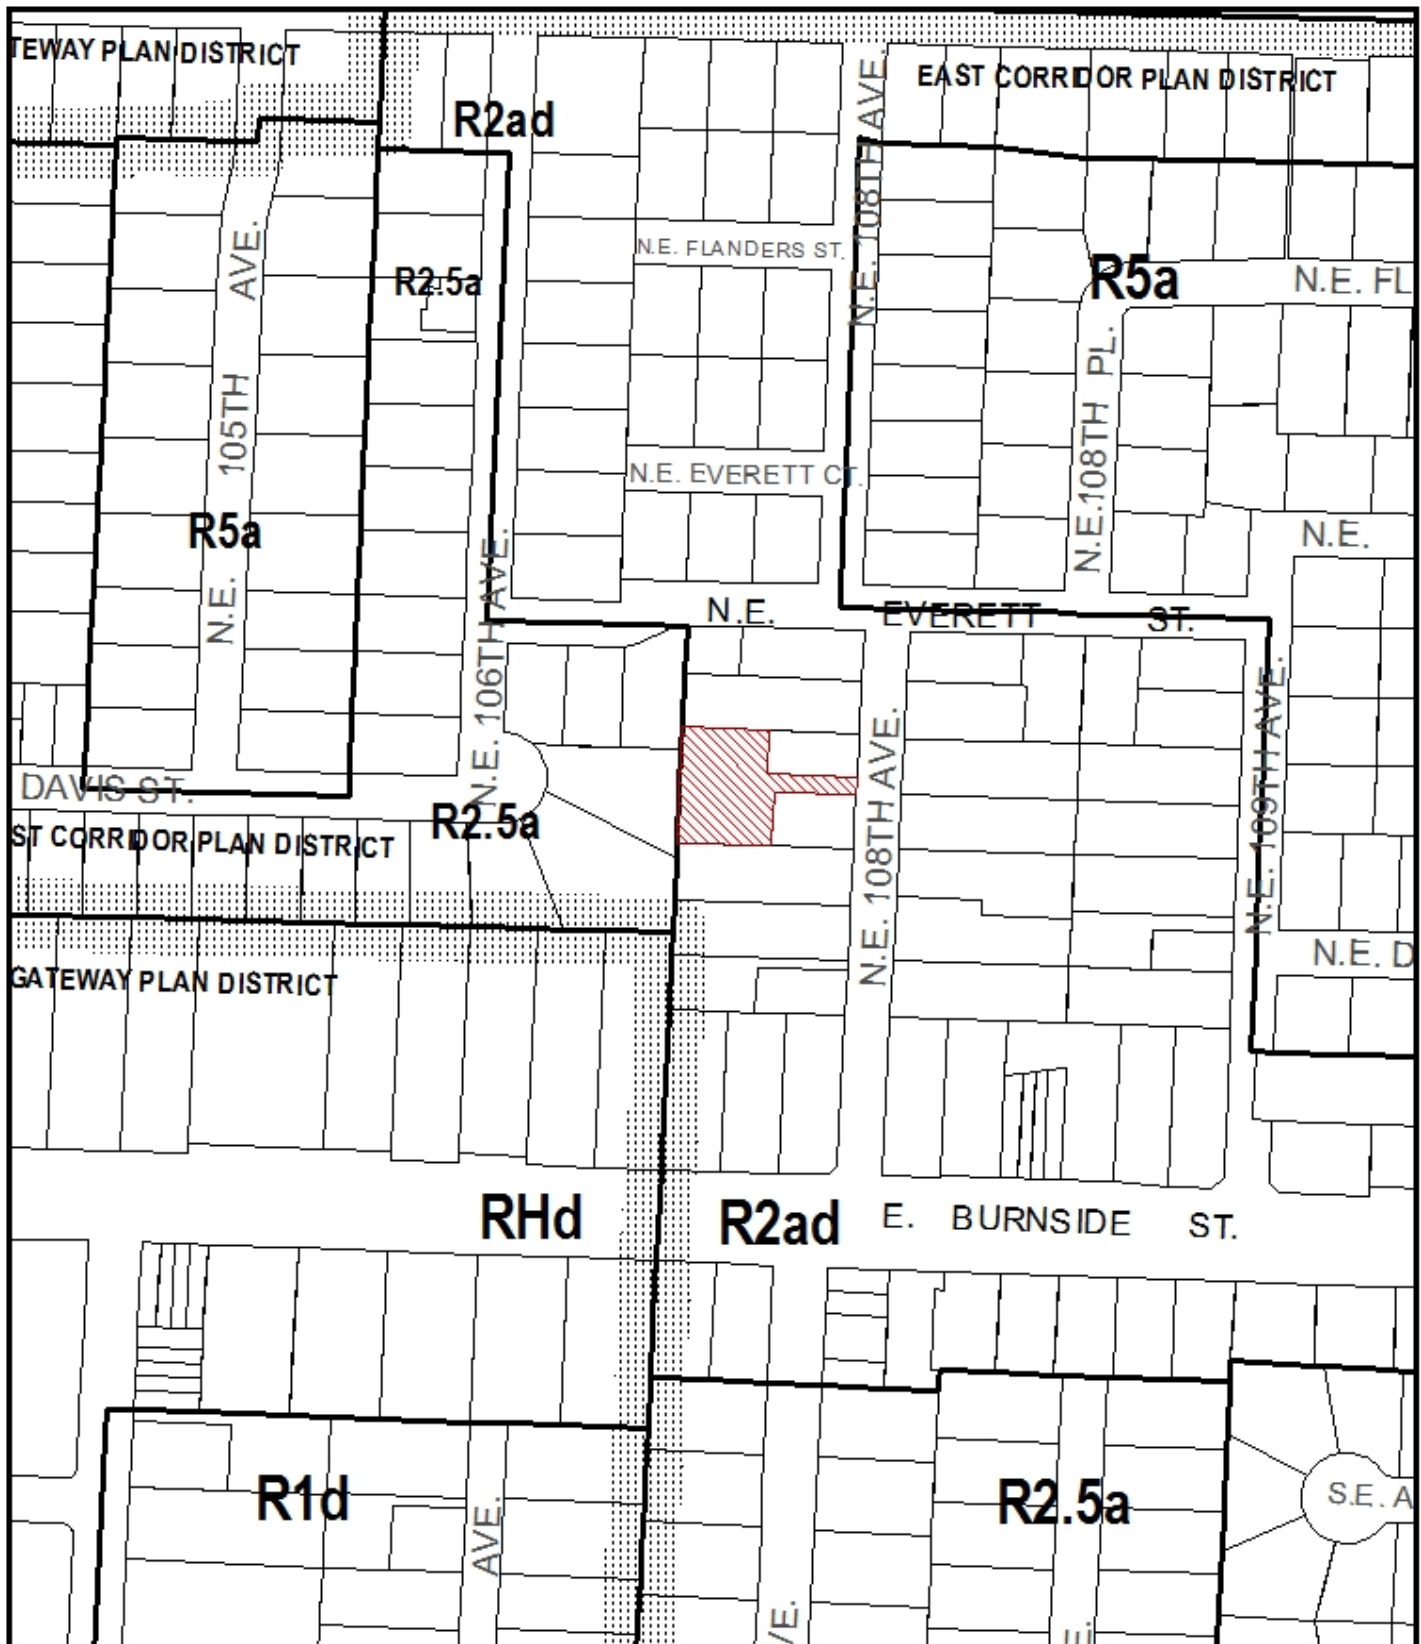 TEWAY PLAN DISTRICT
EAST CORRIDOR PLAN DISTRICT
R2ad
N.E. 108TH AVE.
N.E. FLANDERS ST.
R2.5a
R5a
N.E. FL
N.E. 105TH AVE.
N.E. 108TH PL.
N.E. EVERETT CT.
R5a
N.E.
N.E. 106TH AVE.
N.E. EVERETT ST.
N.E. 108TH AVE.
N.E. 109TH AVE.
DAVIS ST.
R2.5a
ST CORRIDOR PLAN DISTRICT
N.E. D
GATEWAY PLAN DISTRICT
RHd
R2ad
E. BURNSIDE ST.
R1d
R2.5a
S.E. A
AVE.
VE.
E.